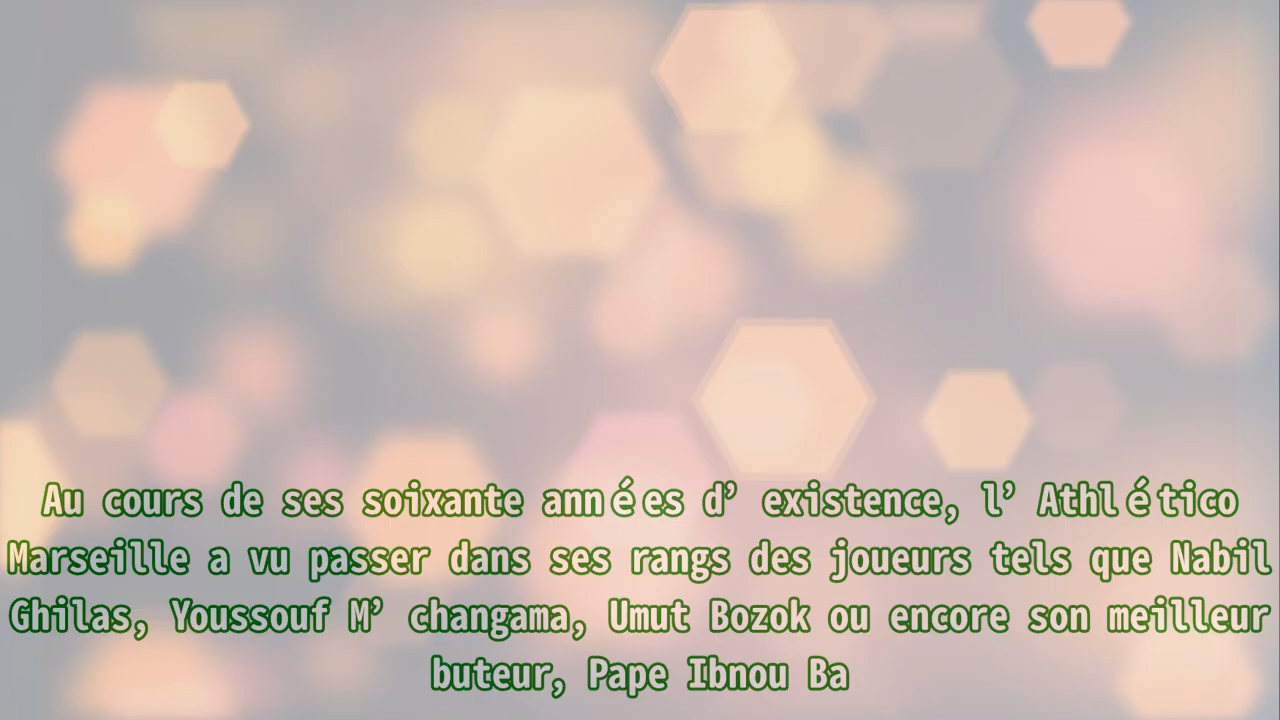 Au cours de ses soixante années d’ existence, l’ Athlético
Marseille a vu passer dans ses rangs des joueurs tels que Nabil
Ghilas, Youssouf M’ changama, Umut Bozok ou encore son meilleur
buteur, Pape Ibnou Ba